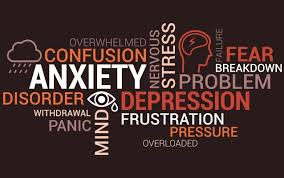 OVERWHELMED
CONFUSION
ANXIETY
NERVOUS
STRESS
FAILURE
FEAR
BREAKDOWN
PROBLEM
DISORDER
DEPRESSION
WITHDRAWAL
PANIC
MIND
FRUSTRATION
PRESSURE
OVERLOADED